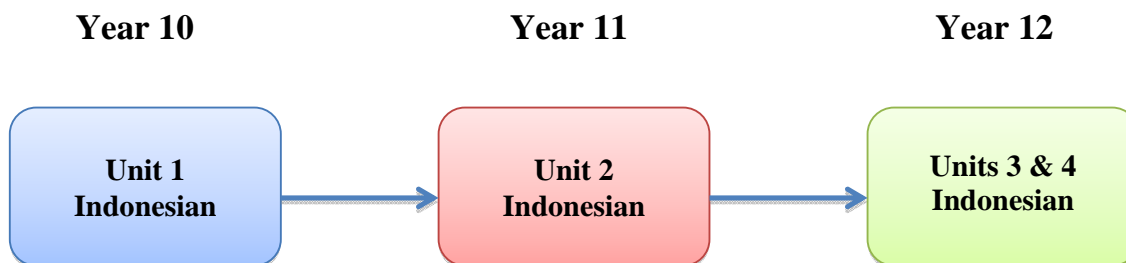 Year 10
Year 11
Year 12
Unit 1
Indonesian
Unit 2
Indonesian
Units 3 & 4
Indonesian